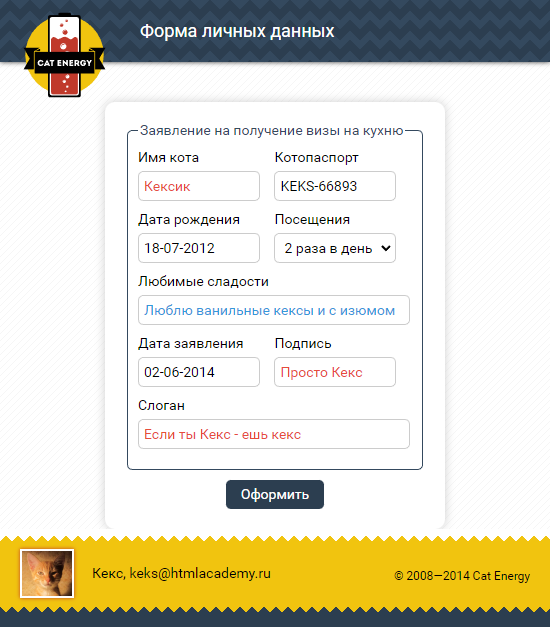 CAT ENERGY
Форма личных данных
Заявление на получение визы на кухню
Имя кота
Котопаспорт
Кексик
KEKS-66893
Дата рождения
Посещения
18-07-2012
2 раза в день
Любимые сладости
Люблю ванильные кексы и с изюмом
Дата заявления
Подпись
02-06-2014
Просто Кекс
Слоган
Если ты Кекс - ешь кекс
Оформить
Кекс, keks@htmlacademy.ru
© 2008—2014 Cat Energy